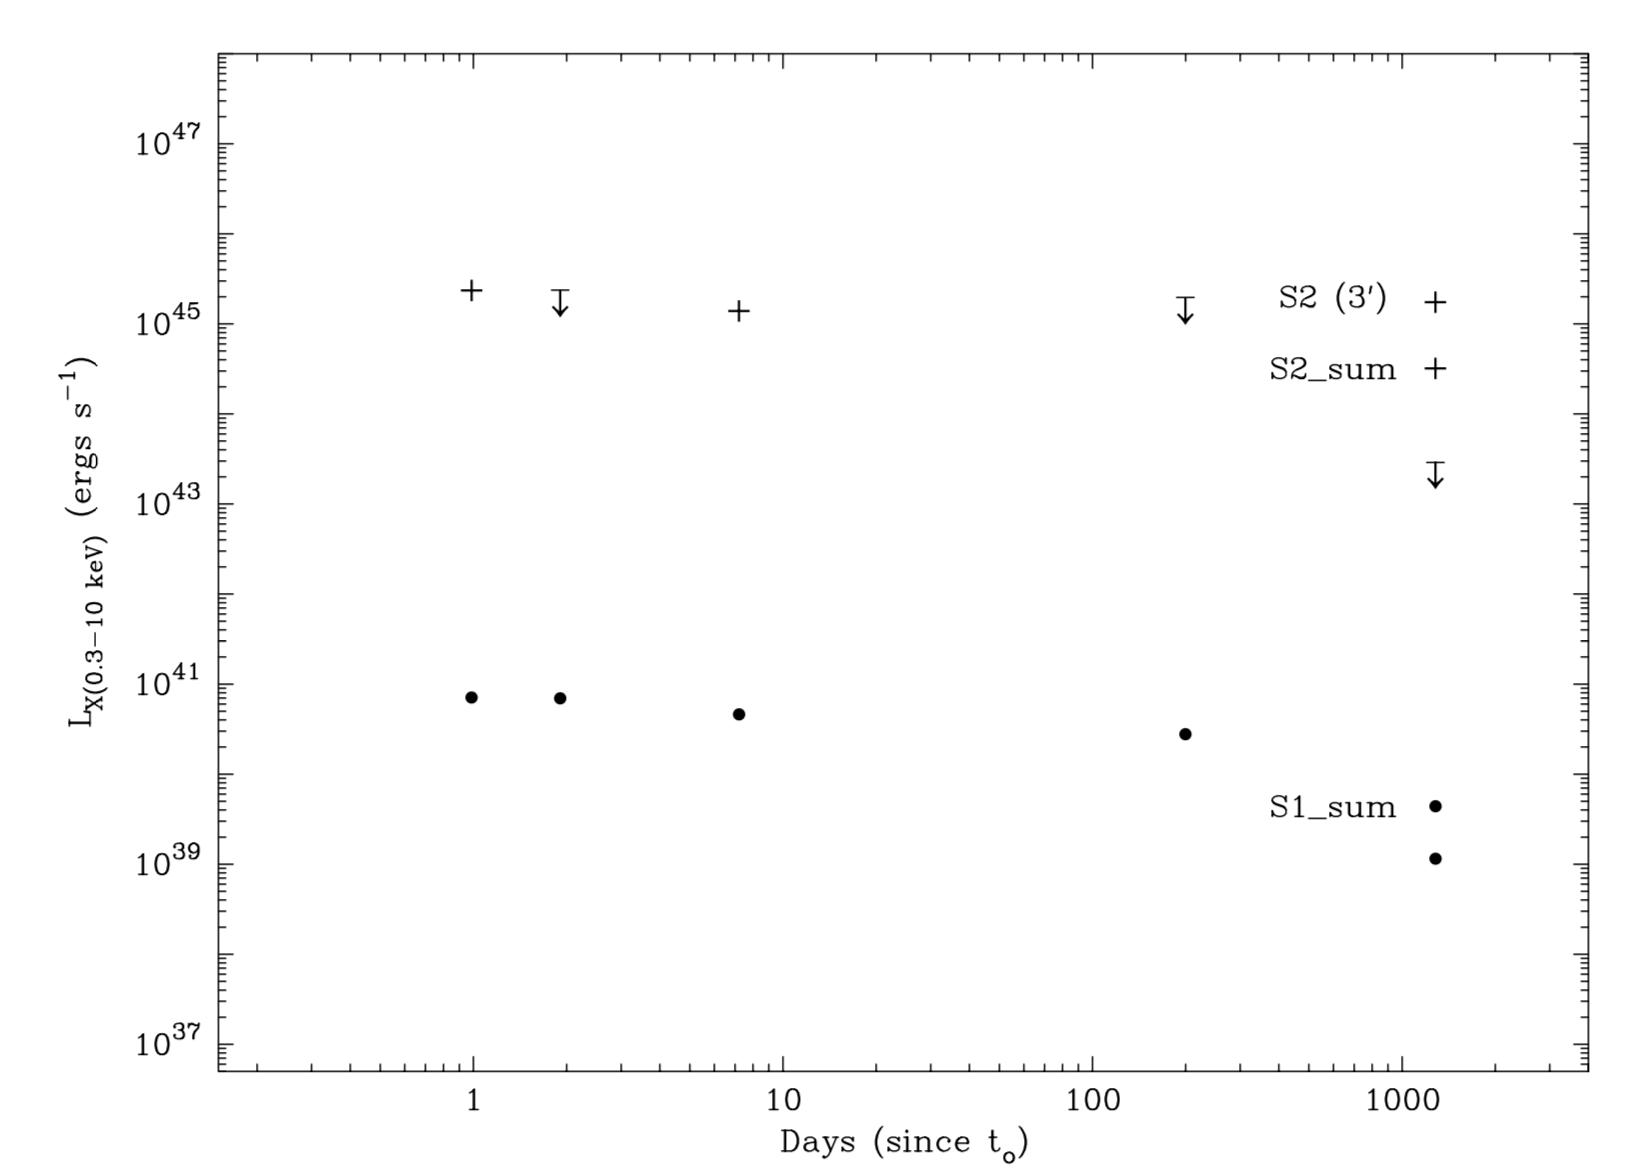 10^47
10^45
10^43
10^41
10^39
10^37
L_X(0.3−10 keV) (ergs s^−1)
S2 (3′)
S2_sum
S1_sum
1 10 100 1000
Days (since t_o)